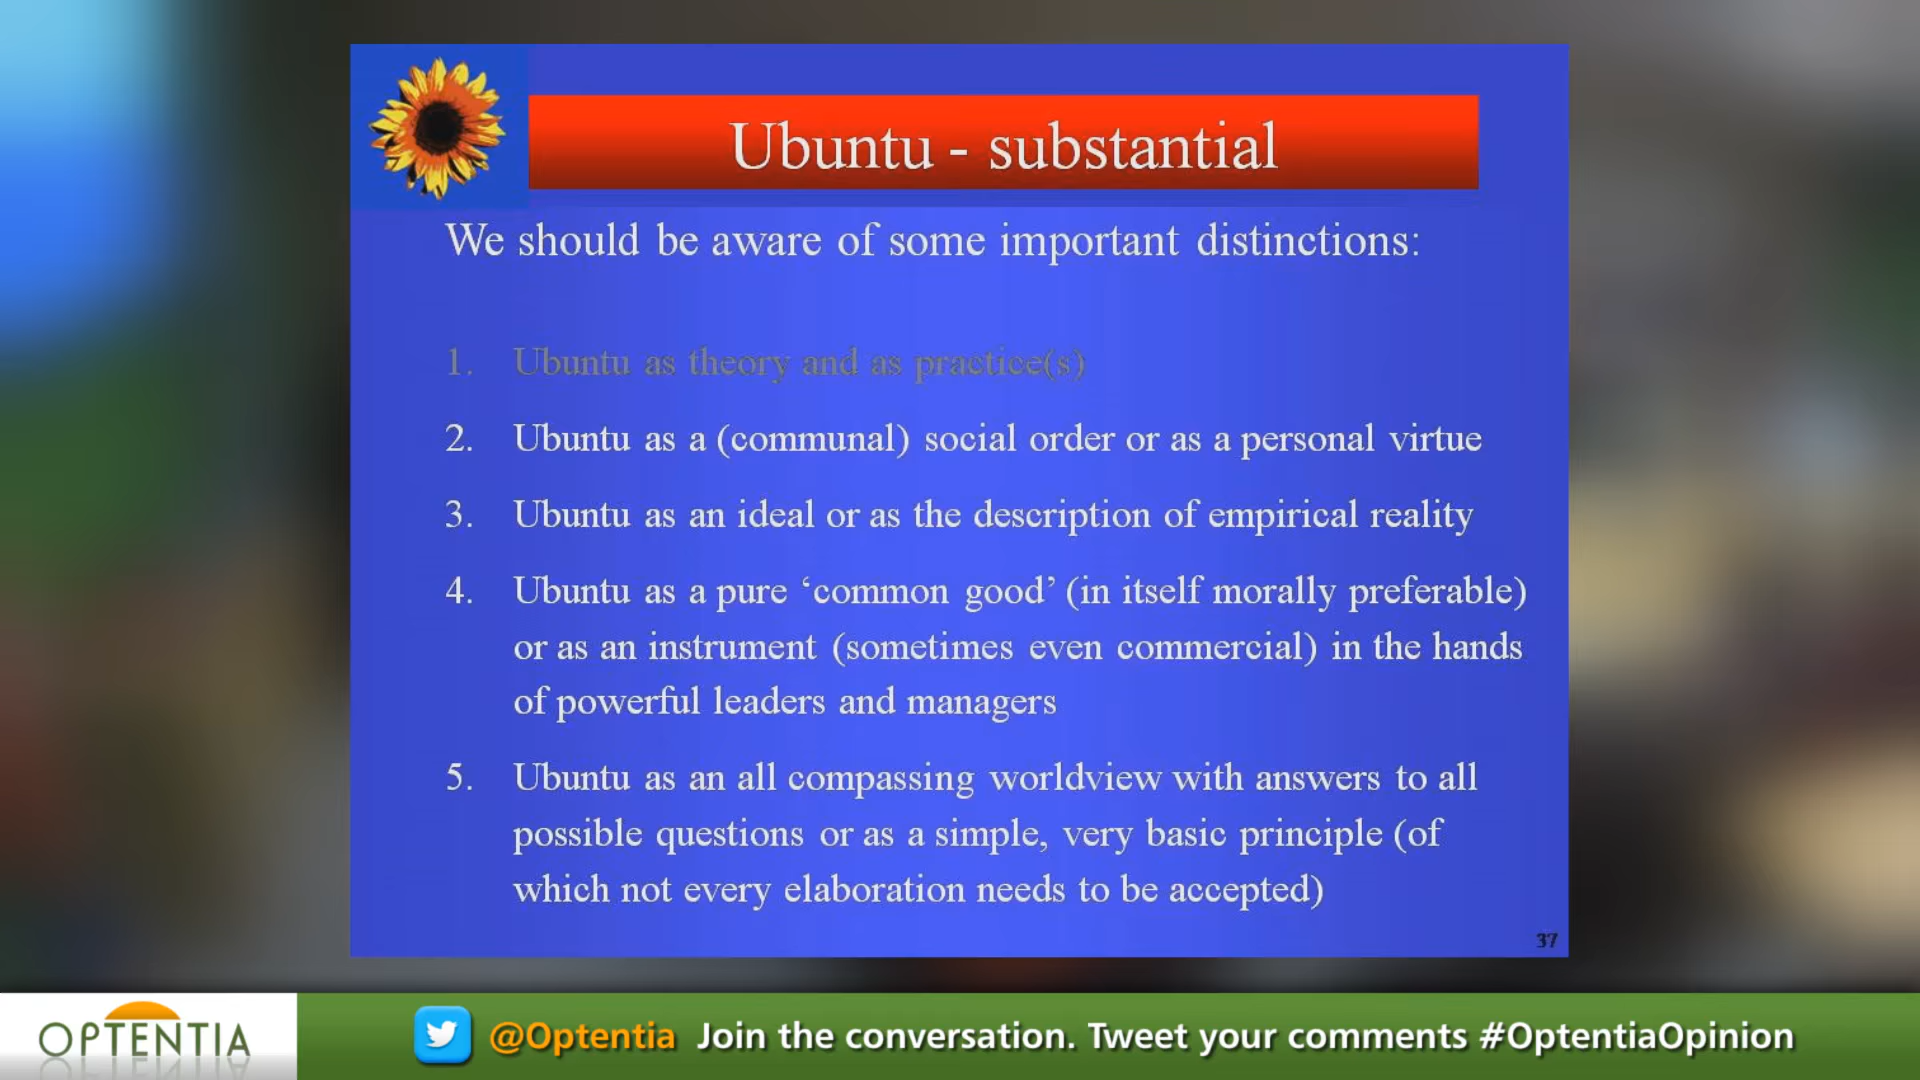 Ubuntu - substantial
We should be aware of some important distinctions:
1. Ubuntu as theory and as practice(s)
2. Ubuntu as a (communal) social order or as a personal virtue
3. Ubuntu as an ideal or as the description of empirical reality
4. Ubuntu as a pure ‘common good’ (in itself morally preferable)
or as an instrument (sometimes even commercial) in the hands
of powerful leaders and managers
5. Ubuntu as an all compassing worldview with answers to all
possible questions or as a simple, very basic principle (of
which not every elaboration needs to be accepted)
37
OPTENTIA
@Optentia Join the conversation. Tweet your comments #OptentiaOpinion